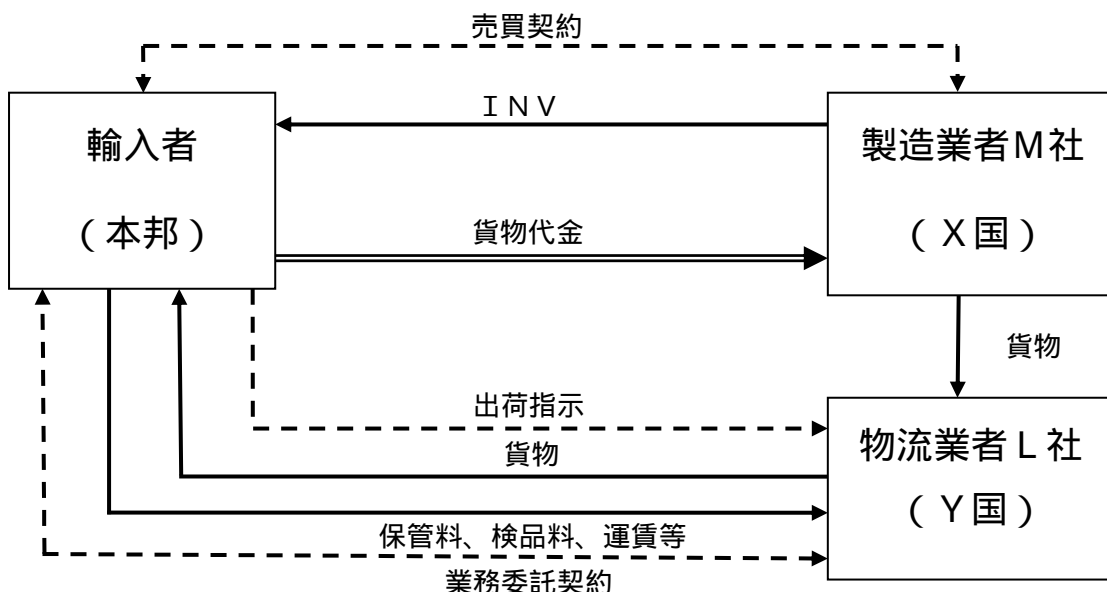 売買契約
ＩＮＶ
輸入者
（本邦）
製造業者Ｍ社
（Ｘ国）
貨物代金
貨物
出荷指示
貨物
物流業者Ｌ社
（Ｙ国）
保管料、検品料、運賃等
業務委託契約